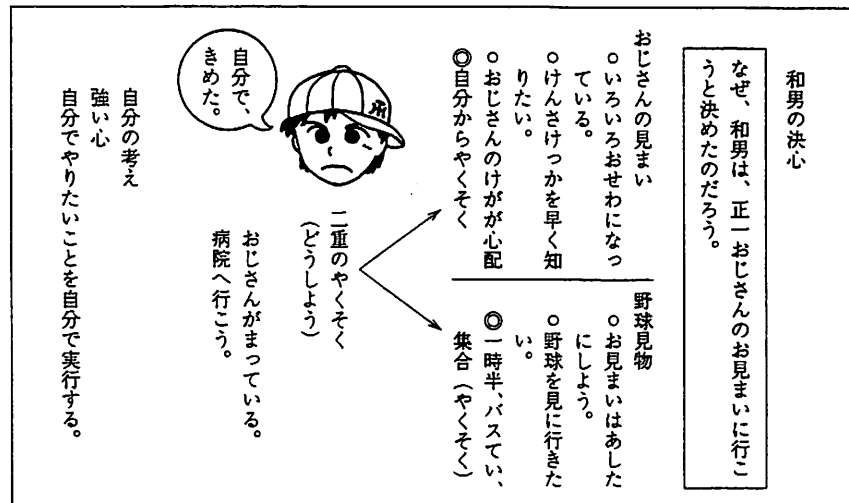 和男の決心
なぜ、和男は、正一おじさんのお見まいに行こ
うと決めたのだろう。
おじさんの見まい
○いろいろおせわになっ
ている。
○けんさけっかを早く知
りたい。
○おじさんのけがが心配
◎自分からやくそく
野球見物
○お見まいはあした
にしよう。
○野球を見に行きた
い。
◎一時半、バスてい、
集合（やくそく）
二重のやくそく
（どうしよう）
おじさんがまっている。
病院へ行こう。
自分で、
きめた。
自分の考え
強い心
自分でやりたいことを自分で実行する。